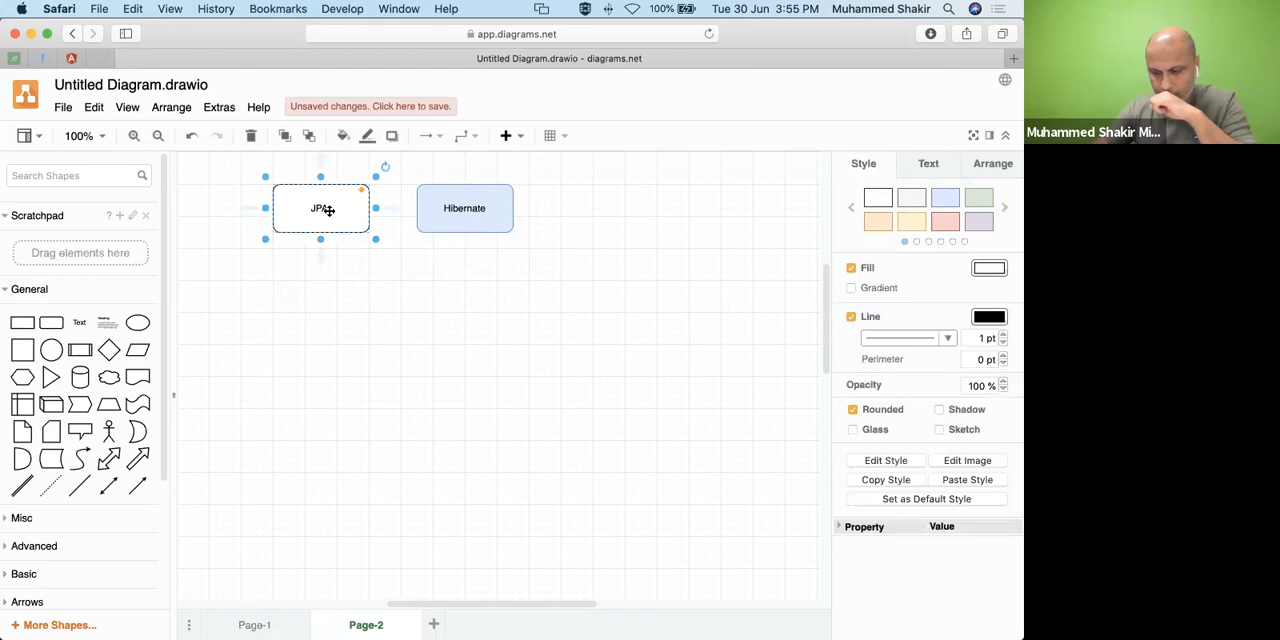 Safari File Edit View History Bookmarks Develop Window Help 100% Tue 30 Jun 3:55 PM Muhammed Shakir
app.diagrams.net
Untitled Diagram.drawio - diagrams.net
Untitled Diagram.drawio
File Edit View Arrange Extras Help Unsaved changes. Click here to save.
100%
Search Shapes
Scratchpad
Drag elements here
General
Text
Heading
Misc
Advanced
Basic
Arrows
+ More Shapes...
JPA
Hibernate
Page-1 Page-2
Style Text Arrange
Fill
Gradient
Line
1 pt
Perimeter 0 pt
Opacity 100 %
Rounded Shadow
Glass Sketch
Edit Style Edit Image
Copy Style Paste Style
Set as Default Style
Property Value
Muhammed Shakir Mi...